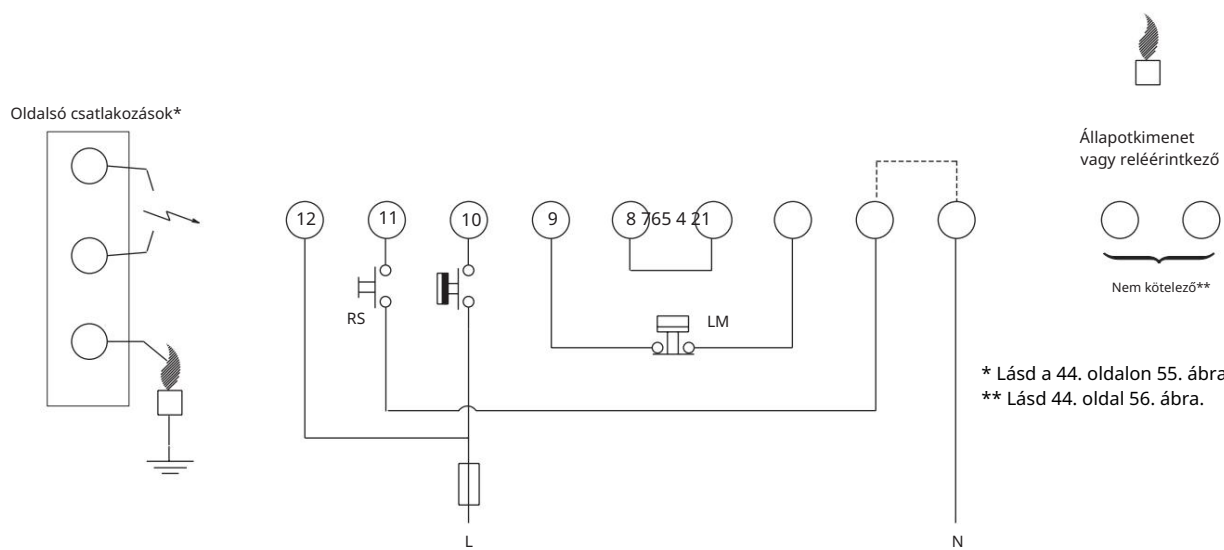 Oldalsó csatlakozások*
Állapotkimenet
vagy reléérintkező
12 11 10 9 8 765 4 21
Nem kötelező**
RS
LM
* Lásd a 44. oldalon 55. ábra
** Lásd 44. oldal 56. ábra.
L N